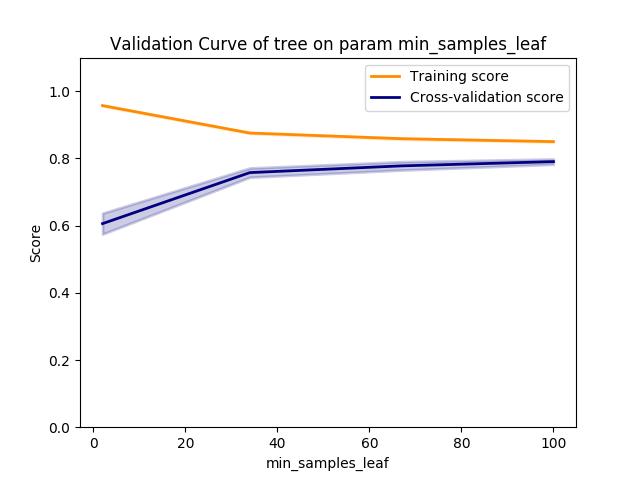 Validation Curve of tree on param min_samples_leaf
Training score
Cross-validation score
Score
1.0
0.8
0.6
0.4
0.2
0.0
0 20 40 60 80 100
min_samples_leaf